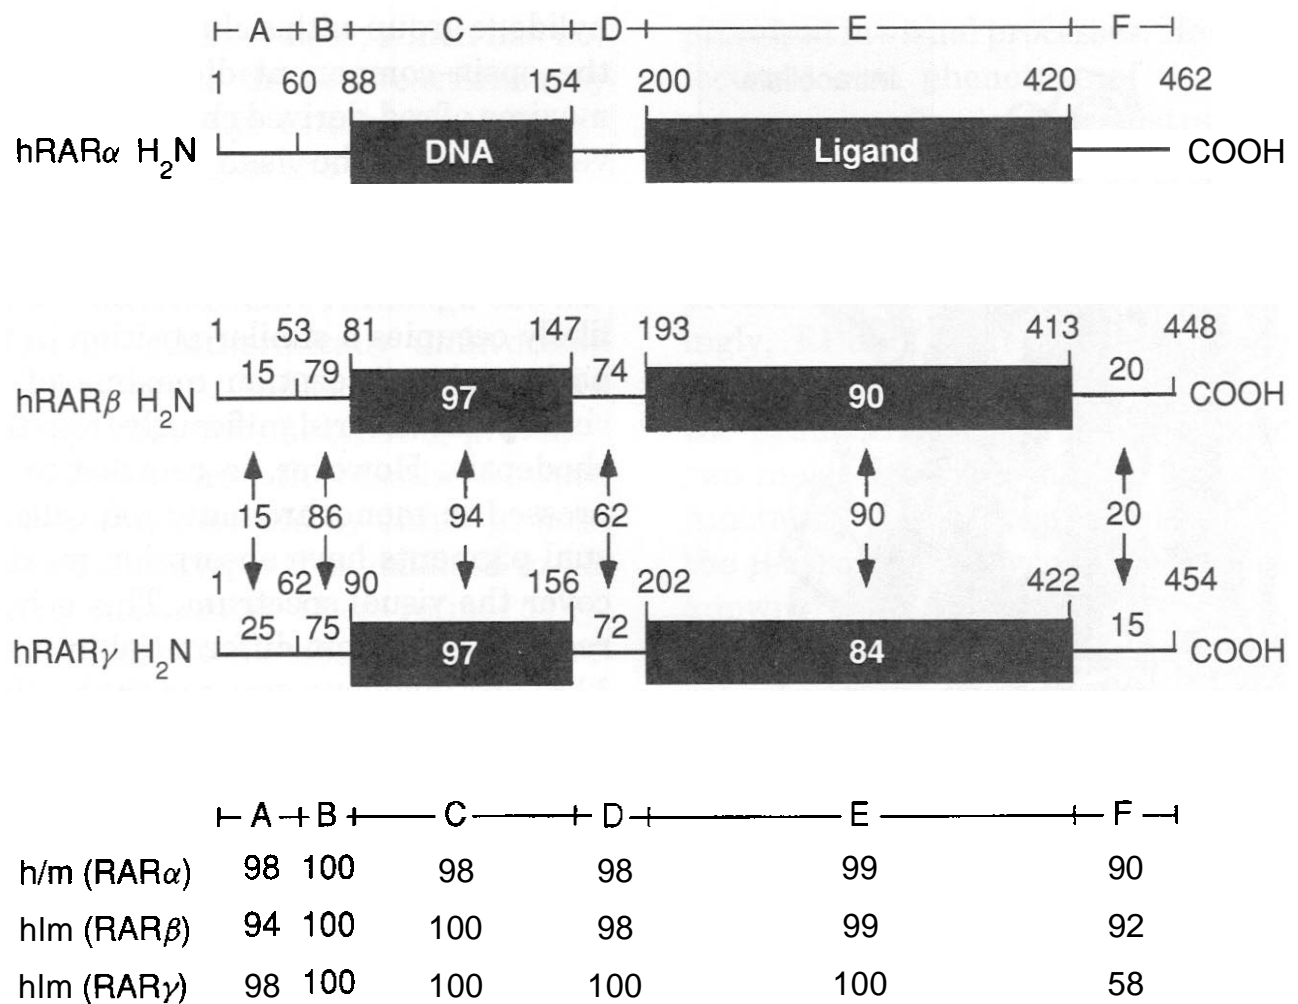 A B C D E F
1 60 88 154 200 420 462
hRARα H2N DNA Ligand COOH
1 53 81 147 193 413 448
15 79 74 20
hRARβ H2N 97 90 COOH
15 86 94 62 90 20
1 62 90 156 202 422 454
25 75 72 15
hRARγ H2N 97 84 COOH
A B C D E F
h/m (RARα) 98 100 98 98 99 90
hlm (RARβ) 94 100 100 98 99 92
hlm (RARγ) 98 100 100 100 100 58